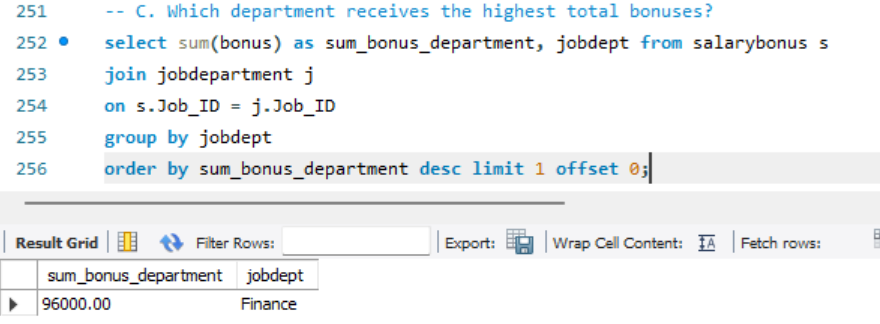 251 -- C. Which department receives the highest total bonuses?
252 select sum(bonus) as sum_bonus_department, jobdept from salarybonus s
253 join jobdepartment j
254 on s.Job_ID = j.Job_ID
255 group by jobdept
256 order by sum_bonus_department desc limit 1 offset 0;
Result Grid Filter Rows: Export: Wrap Cell Content: IA Fetch rows:
sum_bonus_department jobdept
96000.00 Finance